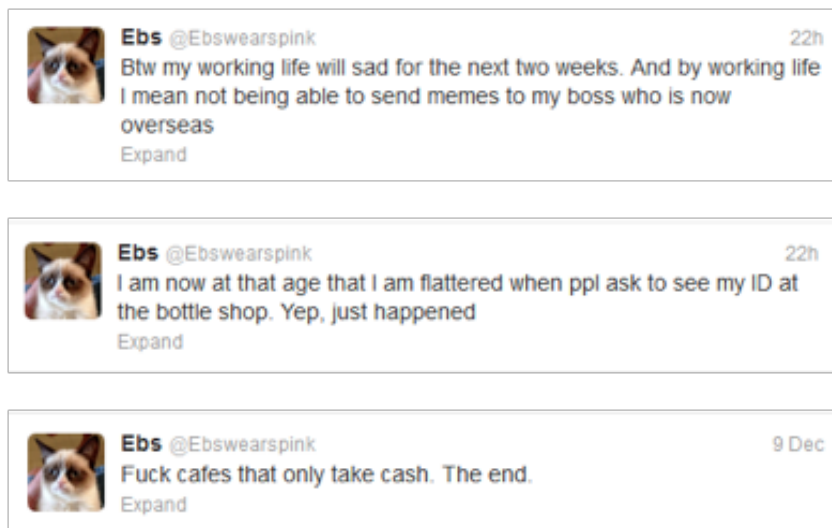 Ebs @Ebswearspink 22h
Btw my working life will sad for the next two weeks. And by working life
I mean not being able to send memes to my boss who is now
overseas
Expand
Ebs @Ebswearspink 22h
I am now at that age that I am flattered when ppl ask to see my ID at
the bottle shop. Yep, just happened
Expand
Ebs @Ebswearspink 9 Dec
Fuck cafes that only take cash. The end.
Expand